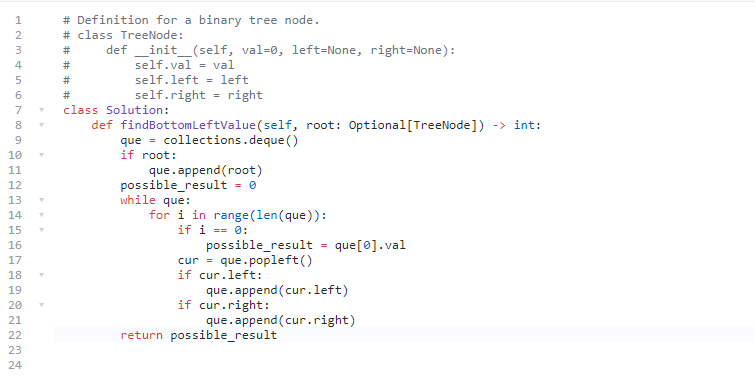 1 # Definition for a binary tree node.
2 # class TreeNode:
3 #     def __init__(self, val=0, left=None, right=None):
4 #         self.val = val
5 #         self.left = left
6 #         self.right = right
7 class Solution:
8     def findBottomLeftValue(self, root: Optional[TreeNode]) -> int:
9         que = collections.deque()
10         if root:
11             que.append(root)
12         possible_result = 0
13         while que:
14             for i in range(len(que)):
15                 if i == 0:
16                     possible_result = que[0].val
17                 cur = que.popleft()
18                 if cur.left:
19                     que.append(cur.left)
20                 if cur.right:
21                     que.append(cur.right)
22         return possible_result
23
24